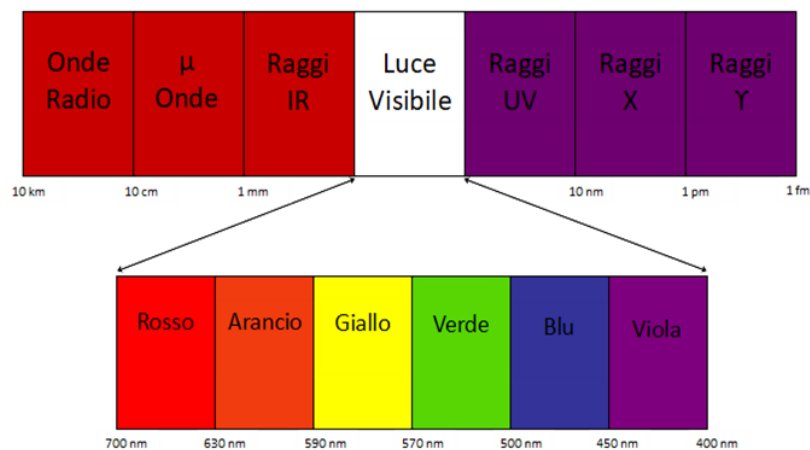 Onde Radio
μ Onde
Raggi IR
Luce Visibile
Raggi UV
Raggi X
Raggi ϒ
10 km
10 cm
1 mm
10 nm
1 pm
1 fm
Rosso
Arancio
Giallo
Verde
Blu
Viola
700 nm
630 nm
590 nm
570 nm
500 nm
450 nm
400 nm